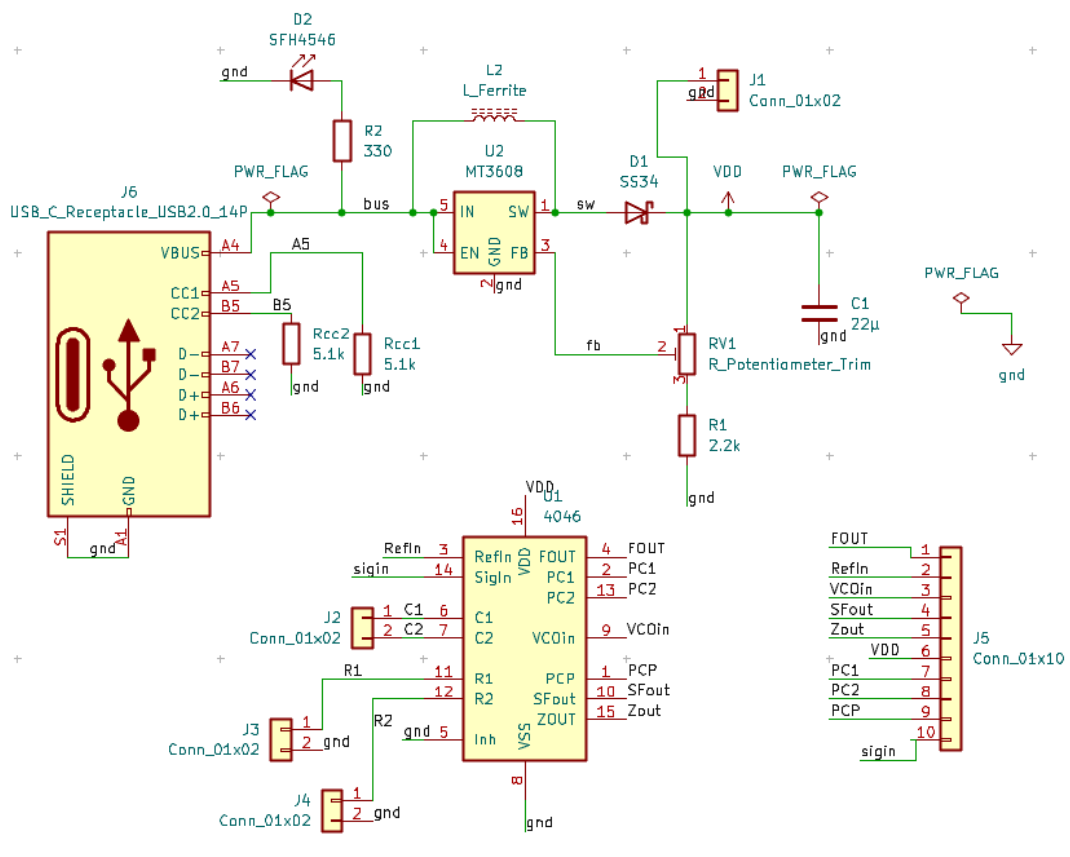 D2
SFH4546
gnd
R2
330
L2
L_Ferrite
U2
MT3608
IN
EN
GND
SW
FB
5
4
2
1
3
gnd
J1
Conn_01x02
1
2
gnd
D1
SS34
VDD
PWR_FLAG
PWR_FLAG
bus
sw
J6
USB_C_Receptacle_USB2.0_14P
VBUS
A4
CC1
A5
CC2
B5
D-
A7
D-
B7
D+
A6
D+
B6
SHIELD
GND
S1
A1
gnd
A5
B5
Rcc2
5.1k
gnd
Rcc1
5.1k
gnd
fb
1
2
3
RV1
R_Potentiometer_Trim
R1
2.2k
gnd
C1
22µ
gnd
PWR_FLAG
gnd
VDD
U1
4046
16
VDD
RefIn
3
RefIn
sigin
14
SigIn
J2
Conn_01x02
1
C1
6
C1
2
C2
7
C2
R1
11
R1
12
R2
R2
J3
Conn_01x02
1
2
gnd
gnd
5
Inh
J4
Conn_01x02
1
2
gnd
FOUT
4
FOUT
PC1
2
PC1
PC2
13
PC2
VCOin
9
VCOin
PCP
1
PCP
SFout
10
SFout
ZOUT
15
Zout
VSS
8
gnd
FOUT
1
RefIn
2
VCOin
3
SFout
4
Zout
5
VDD
6
PC1
7
PC2
8
PCP
9
sigin
10
J5
Conn_01x10